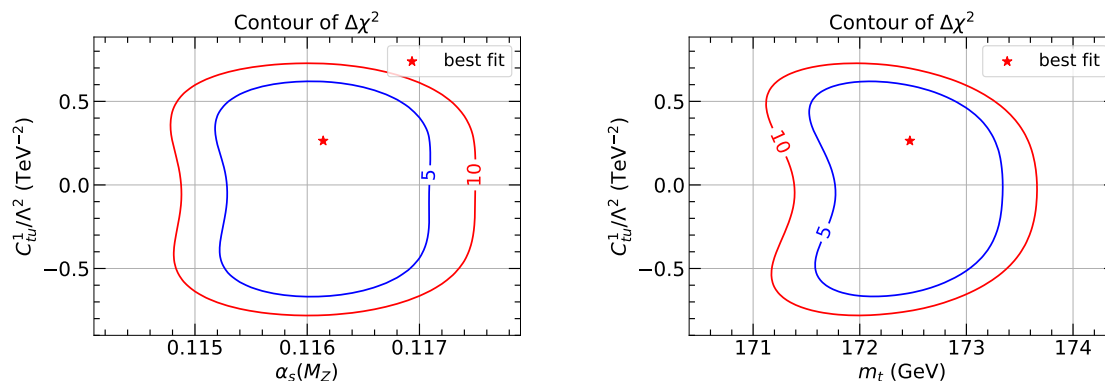 Contour of Δχ²
best fit
0.5
0.0
−0.5
C¹ₜᵤ/Λ² (TeV⁻²)
5
10
0.115
0.116
0.117
αₛ(M_Z)
Contour of Δχ²
best fit
0.5
0.0
−0.5
C¹ₜᵤ/Λ² (TeV⁻²)
10
5
171
172
173
174
mₜ (GeV)